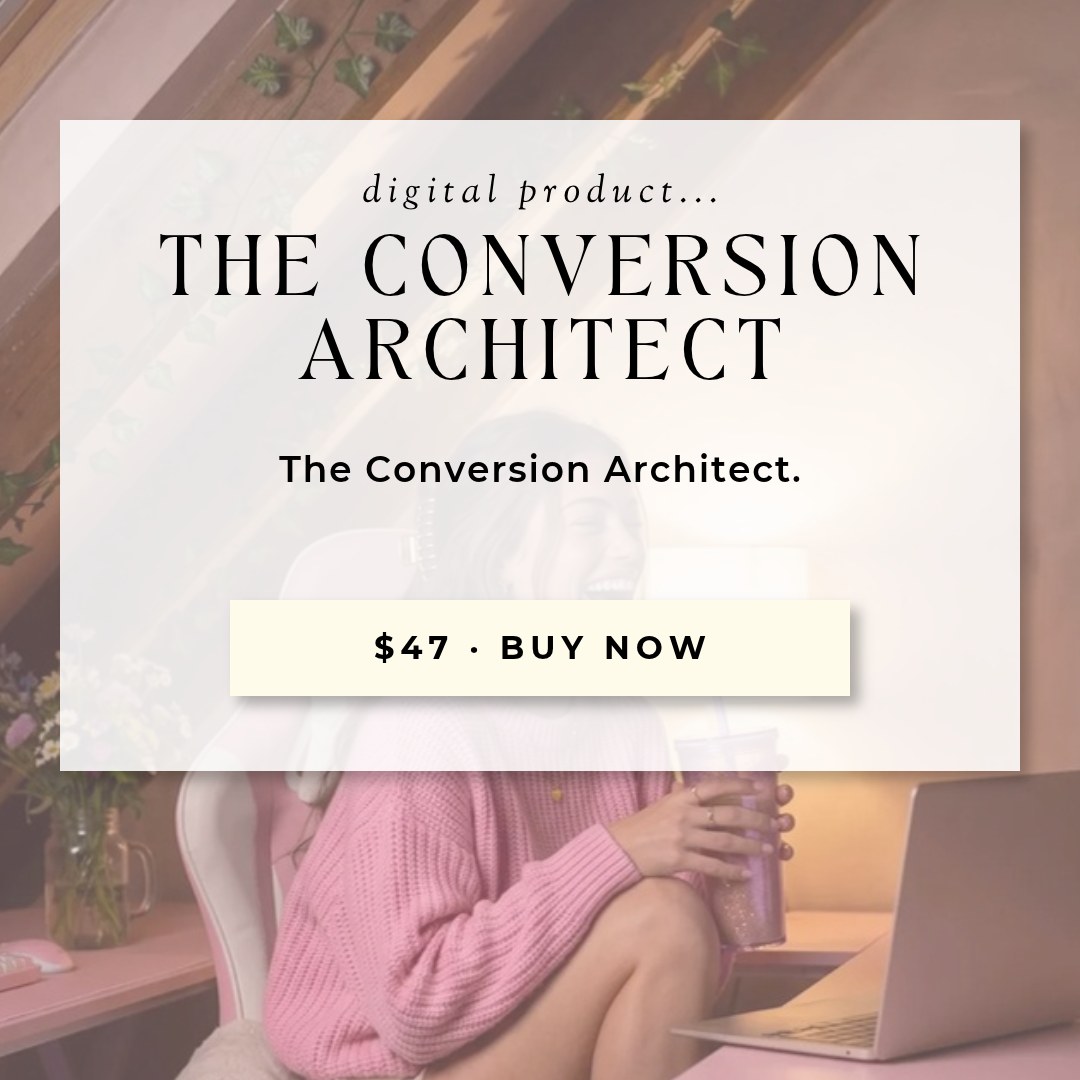 digital product...
THE CONVERSION
ARCHITECT
The Conversion Architect.
$47 · BUY NOW